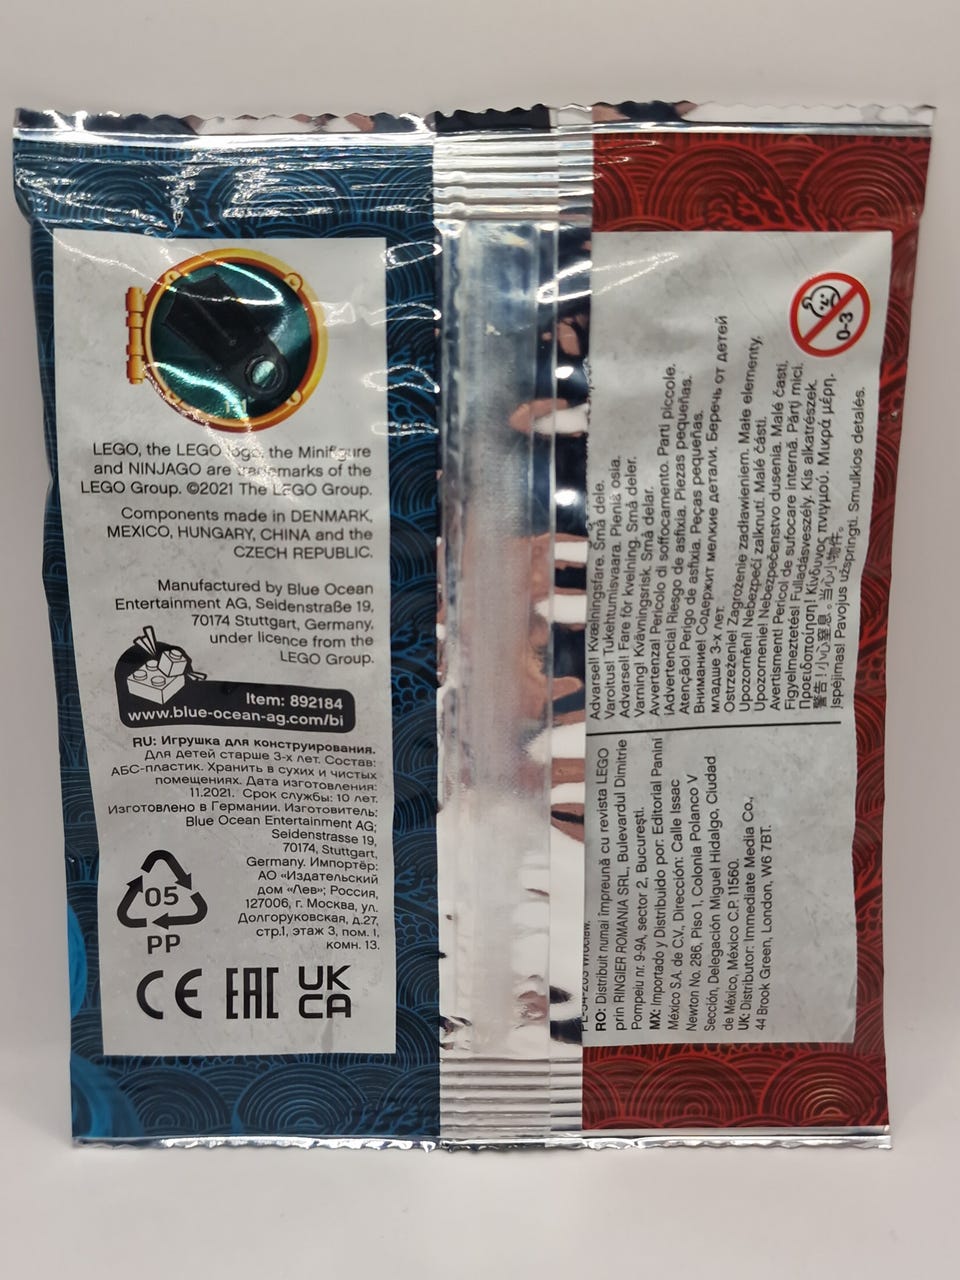 LEGO, the LEGO logo, the Minifigure
and NINJAGO are trademarks of the
LEGO Group. ©2021 The LEGO Group.
Components made in DENMARK,
MEXICO, HUNGARY, CHINA and the
CZECH REPUBLIC.
Manufactured by Blue Ocean
Entertainment AG, Seidenstraße 19,
70174 Stuttgart, Germany,
under licence from the
LEGO Group.
Item: 892184
www.blue-ocean-ag.com/bi
RU: Игрушка для конструирования.
Для детей старше 3-х лет. Состав:
АБС-пластик. Хранить в сухих и чистых
помещениях. Дата изготовления:
11.2021. Срок службы: 10 лет.
Изготовлено в Германии. Изготовитель:
Blue Ocean Entertainment AG;
Seidenstrasse 19,
70174, Stuttgart,
Germany. Импортёр:
АО «Издательский
дом «Лев»; Россия,
127006, г. Москва, ул.
Долгоруковская, д.27,
стр.1, этаж 3, пом. I,
комн. 13.
05
PP
CE EAC UK
CA
0-3
Advarsel! Kvælningsfare. Små dele.
Varoitus! Tukehtumisvaara. Pieniä osia.
Advarsel! Fare for kvelning. Små deler.
Varning! Kvävningsrisk. Små delar.
Avvertenza! Pericolo di soffocamento. Parti piccole.
¡Advertencia! Riesgo de asfixia. Piezas pequeñas.
Atenção! Perigo de asfixia. Peças pequenas.
Внимание! Содержит мелкие детали. Беречь от детей
младше 3-х лет.
Ostrzeżenie! Zagrożenie zadławieniem. Małe elementy.
Upozornění! Nebezpečí zalknutí. Malé části.
Upozornenie! Nebezpečenstvo dusenia. Malé časti.
Avertisment! Pericol de sufocare internă. Părți mici.
Figyelmeztetés! Fulladásveszély. Kis alkatrészek.
Προειδοποίηση! Κίνδυνος πνιγμού. Μικρά μέρη.
警告!小心窒息。当心小物件。
Įspėjimas! Pavojus užspringti. Smulkios detalės.
RO: Distribuit numai împreună cu revista LEGO
prin RINGIER ROMANIA SRL, Bulevardul Dimitrie
Pompeiu nr. 9-9A, sector 2, București.
MX: Importado y Distribuido por: Editorial Panini
México S.A. de C.V., Dirección: Calle Issac
Newton No. 286, Piso 1, Colonia Polanco V
Sección, Delegación Miguel Hidalgo, Ciudad
de México, México C.P. 11560.
UK: Distributor: Immediate Media Co.,
44 Brook Green, London, W6 7BT.